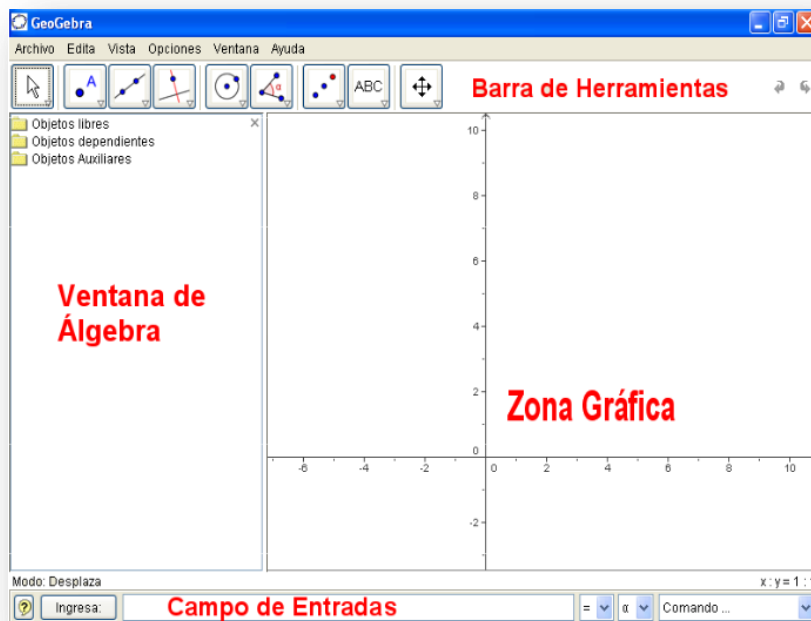 GeoGebra
Archivo Edita Vista Opciones Ventana Ayuda
A α ABC Barra de Herramientas
Objetos libres
Objetos dependientes
Objetos Auxiliares
Ventana de
Álgebra
10
8
6
4
2
0
-2
Zona Gráfica
-6 -4 -2 0 2 4 6 8 10
Modo: Desplaza x : y = 1 :
? Ingresa: Campo de Entradas = α Comando ...